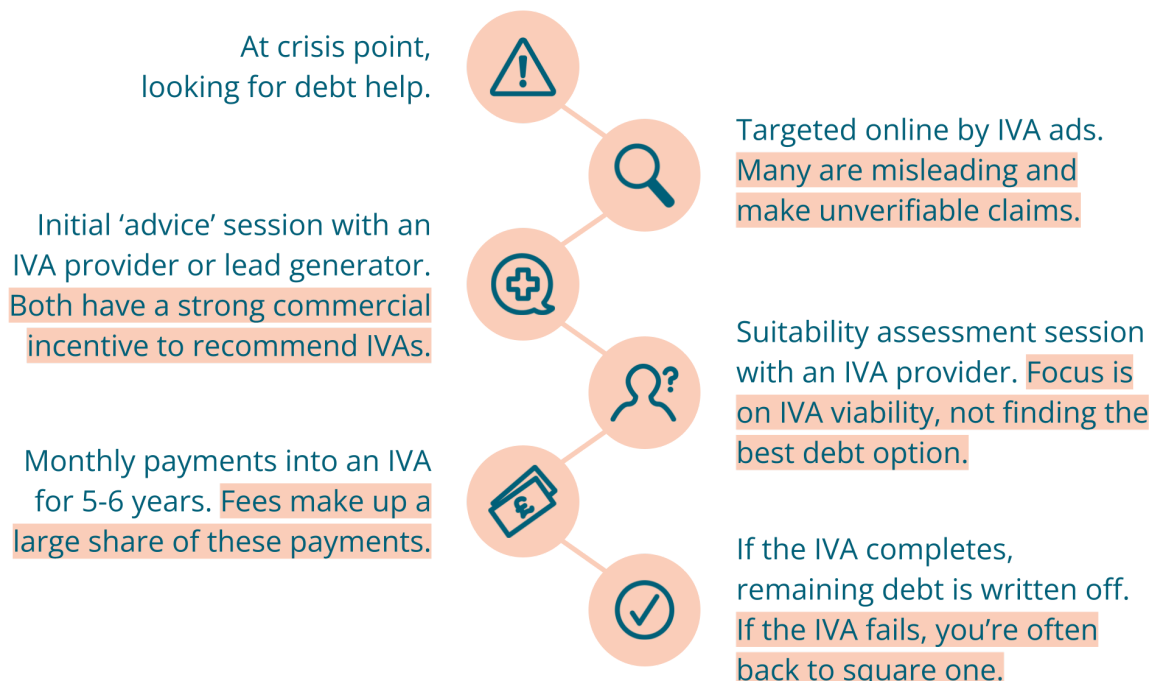 At crisis point,
looking for debt help.
Targeted online by IVA ads.
Many are misleading and
make unverifiable claims.
Initial ‘advice’ session with an
IVA provider or lead generator.
Both have a strong commercial
incentive to recommend IVAs.
Suitability assessment session
with an IVA provider. Focus is
on IVA viability, not finding the
best debt option.
Monthly payments into an IVA
for 5-6 years. Fees make up a
large share of these payments.
If the IVA completes,
remaining debt is written off.
If the IVA fails, you’re often
back to square one.